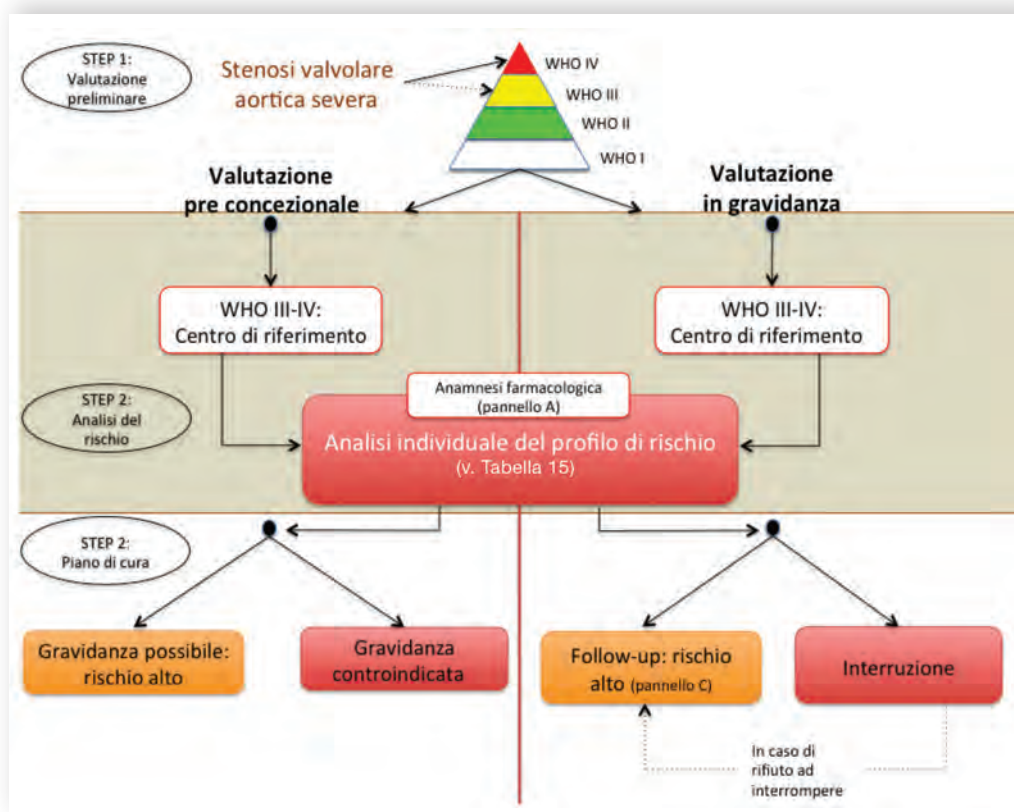 STEP 1:
Valutazione
preliminare
Stenosi valvolare
aortica severa
WHO IV
WHO III
WHO II
WHO I
Valutazione
pre concezionale
Valutazione
in gravidanza
WHO III-IV:
Centro di riferimento
WHO III-IV:
Centro di riferimento
STEP 2:
Analisi del
rischio
Anamnesi farmacologica
(pannello A)
Analisi individuale del profilo di rischio
(v. Tabella 15)
STEP 2:
Piano di cura
Gravidanza possibile:
rischio alto
Gravidanza
controindicata
Follow-up: rischio
alto (pannello C)
Interruzione
In caso di
rifiuto ad
interrompere